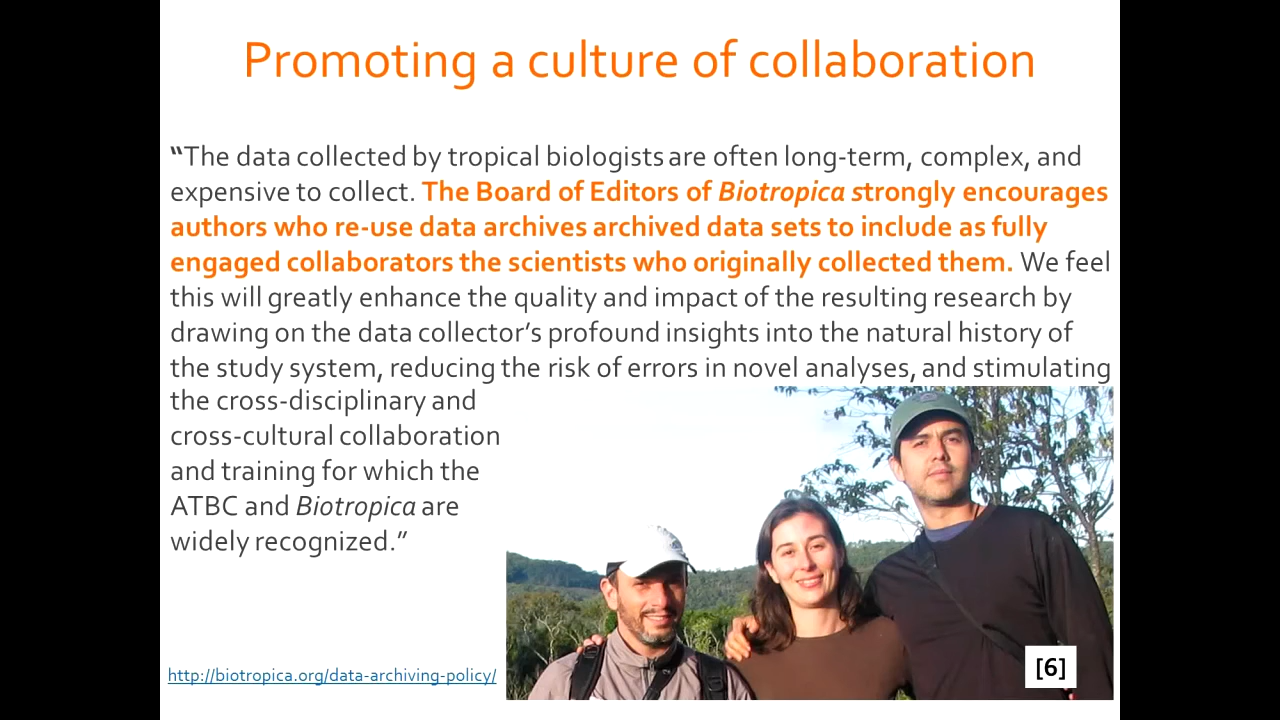 Promoting a culture of collaboration
“The data collected by tropical biologists are often long-term, complex, and
expensive to collect. The Board of Editors of Biotropica strongly encourages
authors who re-use data archives archived data sets to include as fully
engaged collaborators the scientists who originally collected them. We feel
this will greatly enhance the quality and impact of the resulting research by
drawing on the data collector’s profound insights into the natural history of
the study system, reducing the risk of errors in novel analyses, and stimulating
the cross-disciplinary and
cross-cultural collaboration
and training for which the
ATBC and Biotropica are
widely recognized.”
http://biotropica.org/data-archiving-policy/
[6]